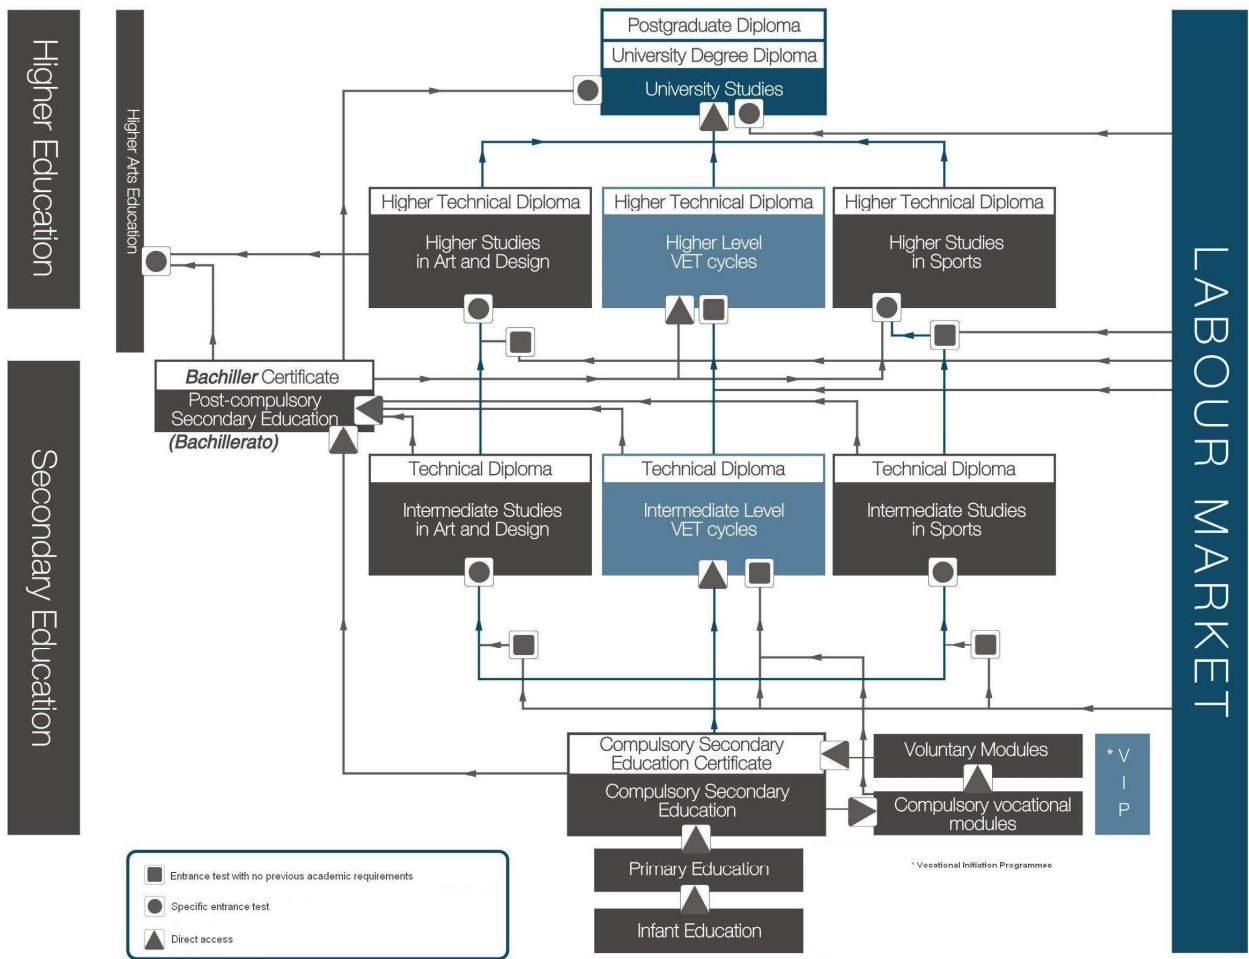 Higher Education
Higher Arts Education
Postgraduate Diploma
University Degree Diploma
University Studies
Higher Technical Diploma
Higher Studies
in Art and Design
Higher Technical Diploma
Higher Level
VET cycles
Higher Technical Diploma
Higher Studies
in Sports
Bachiller Certificate
Post-compulsory
Secondary Education
(Bachillerato)
Secondary Education
Technical Diploma
Intermediate Studies
in Art and Design
Technical Diploma
Intermediate Level
VET cycles
Technical Diploma
Intermediate Studies
in Sports
LABOUR MARKET
Compulsory Secondary
Education Certificate
Compulsory Secondary
Education
Voluntary Modules
Compulsory vocational
modules
* V
I
P
Primary Education
Infant Education
* Vocational Initiation Programmes
Entrance test with no previous academic requirements
Specific entrance test
Direct access